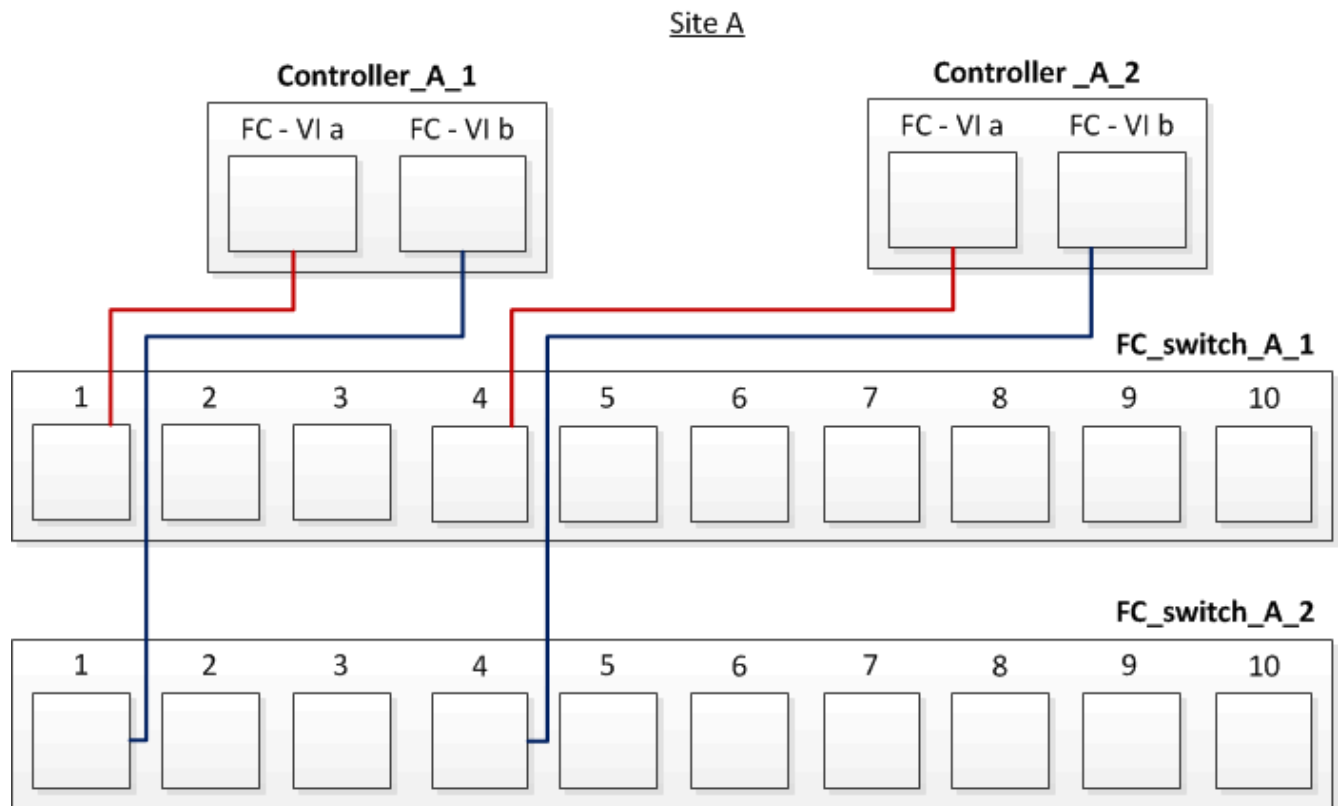 Site A
Controller_A_1
Controller _A_2
FC - VI a FC - VI b
FC - VI a FC - VI b
FC_switch_A_1
1 2 3 4 5 6 7 8 9 10
FC_switch_A_2
1 2 3 4 5 6 7 8 9 10